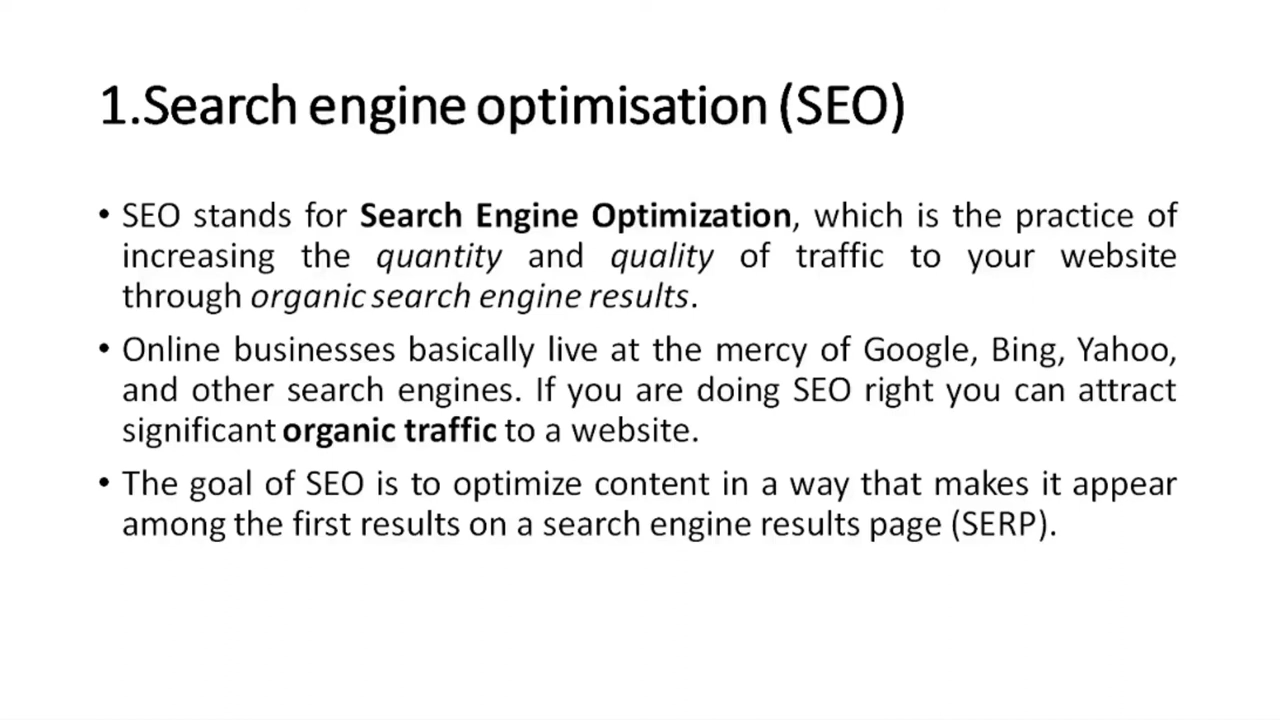 1.Search engine optimisation (SEO)
• SEO stands for Search Engine Optimization, which is the practice of
increasing the quantity and quality of traffic to your website
through organic search engine results.
• Online businesses basically live at the mercy of Google, Bing, Yahoo,
and other search engines. If you are doing SEO right you can attract
significant organic traffic to a website.
• The goal of SEO is to optimize content in a way that makes it appear
among the first results on a search engine results page (SERP).